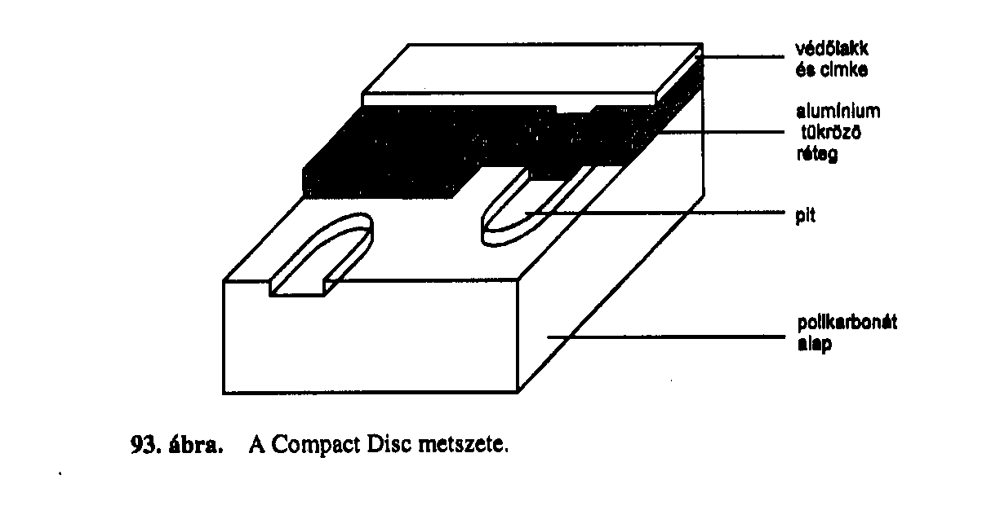 védőlakk
és címke
alumínium
tükröző
réteg
pit
polikarbonát
alap
93. ábra. A Compact Disc metszete.